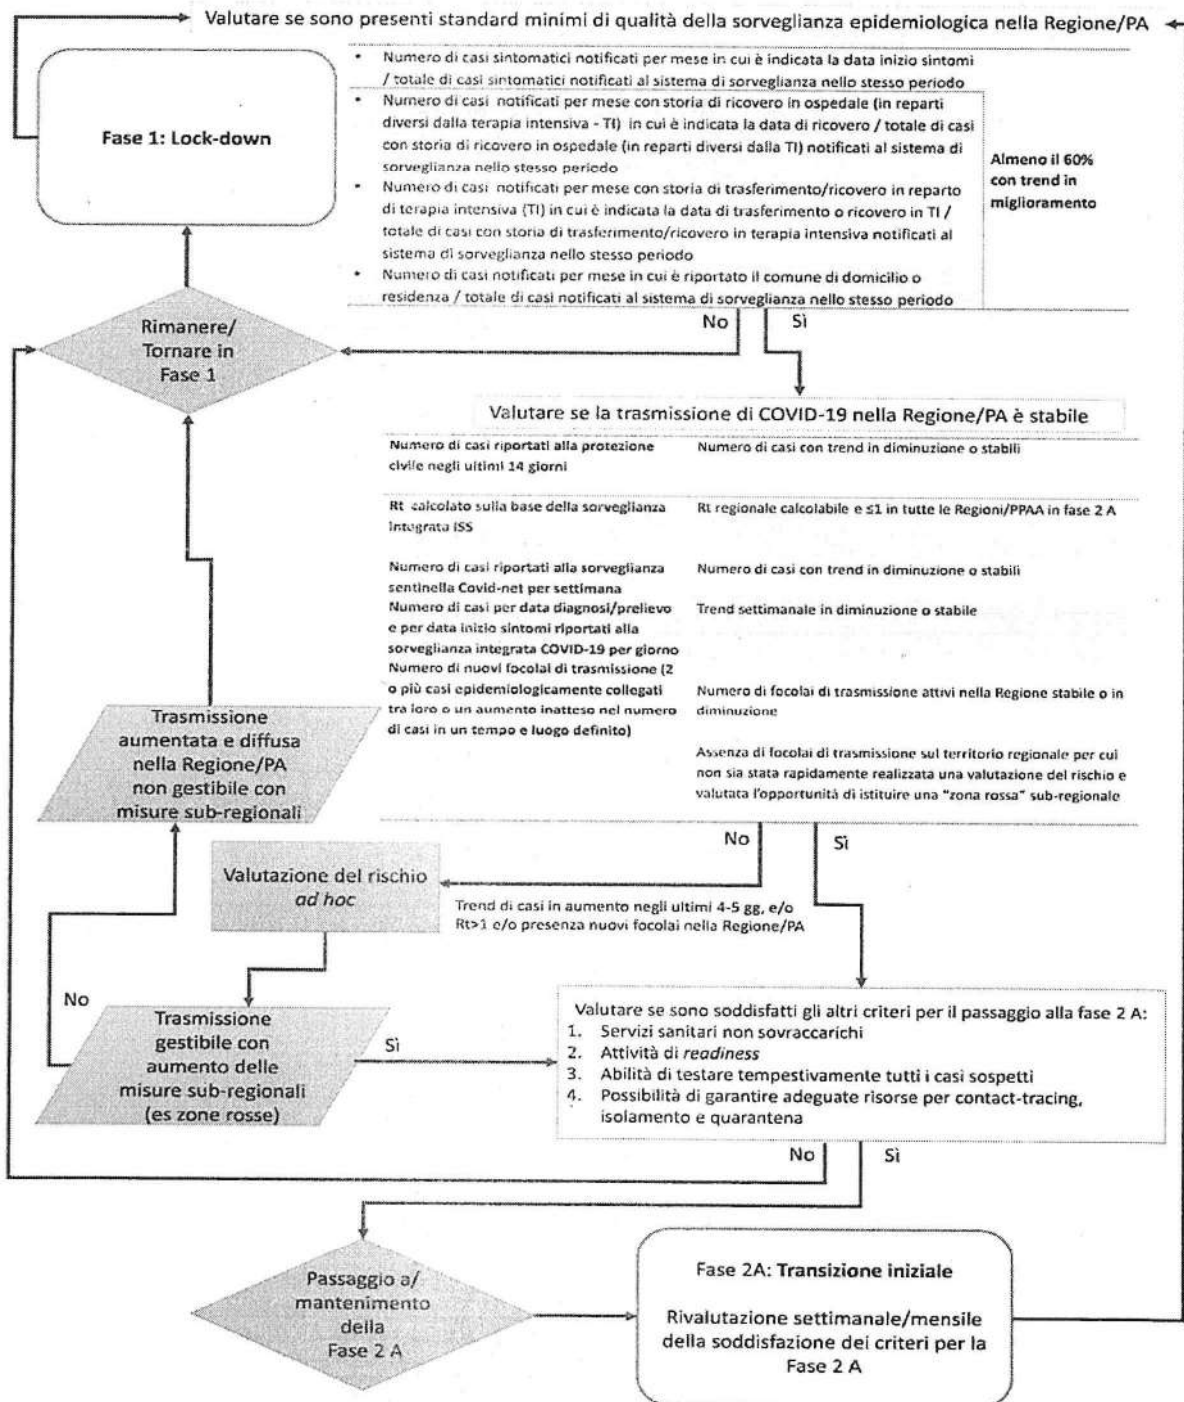 Valutare se sono presenti standard minimi di qualità della sorveglianza epidemiologica nella Regione/PA
Fase 1: Lock-down
• Numero di casi sintomatici notificati per mese in cui è indicata la data inizio sintomi
/ totale di casi sintomatici notificati al sistema di sorveglianza nello stesso periodo
• Numero di casi notificati per mese con storia di ricovero in ospedale (in reparti
diversi dalla terapia intensiva - TI) in cui è indicata la data di ricovero / totale di casi
con storia di ricovero in ospedale (in reparti diversi dalla TI) notificati al sistema di
sorveglianza nello stesso periodo
• Numero di casi notificati per mese con storia di trasferimento/ricovero in reparto
di terapia intensiva (TI) in cui è indicata la data di trasferimento o ricovero in TI /
totale di casi con storia di trasferimento/ricovero in terapia intensiva notificati al
sistema di sorveglianza nello stesso periodo
• Numero di casi notificati per mese in cui è riportato il comune di domicilio o
residenza / totale di casi notificati al sistema di sorveglianza nello stesso periodo
Almeno il 60%
con trend in
miglioramento
No
Sì
Rimanere/
Tornare in
Fase 1
Valutare se la trasmissione di COVID-19 nella Regione/PA è stabile
Numero di casi riportati alla protezione
civile negli ultimi 14 giorni
Numero di casi con trend in diminuzione o stabili
Rt calcolato sulla base della sorveglianza
integrata ISS
Rt regionale calcolabile e ≤1 in tutte le Regioni/PPAA in fase 2 A
Numero di casi riportati alla sorveglianza
sentinella Covid-net per settimana
Numero di casi con trend in diminuzione o stabili
Numero di casi per data diagnosi/prelievo
e per data inizio sintomi riportati alla
sorveglianza integrata COVID-19 per giorno
Trend settimanale in diminuzione o stabile
Numero di nuovi focolai di trasmissione (2
o più casi epidemiologicamente collegati
tra loro o un aumento inatteso nel numero
di casi in un tempo e luogo definito)
Numero di focolai di trasmissione attivi nella Regione stabile o in
diminuzione
Assenza di focolai di trasmissione sul territorio regionale per cui
non sia stata rapidamente realizzata una valutazione del rischio e
valutata l'opportunità di istituire una "zona rossa" sub-regionale
Trasmissione
aumentata e diffusa
nella Regione/PA
non gestibile con
misure sub-regionali
No
Sì
Valutazione del rischio
ad hoc
Trend di casi in aumento negli ultimi 4-5 gg, e/o
Rt>1 e/o presenza nuovi focolai nella Regione/PA
No
Trasmissione
gestibile con
aumento delle
misure sub-regionali
(es zone rosse)
Sì
Valutare se sono soddisfatti gli altri criteri per il passaggio alla fase 2 A:
1. Servizi sanitari non sovraccarichi
2. Attività di readiness
3. Abilità di testare tempestivamente tutti i casi sospetti
4. Possibilità di garantire adeguate risorse per contact-tracing,
isolamento e quarantena
No
Sì
Passaggio a/
mantenimento
della
Fase 2 A
Fase 2A: Transizione iniziale
Rivalutazione settimanale/mensile
della soddisfazione dei criteri per la
Fase 2 A